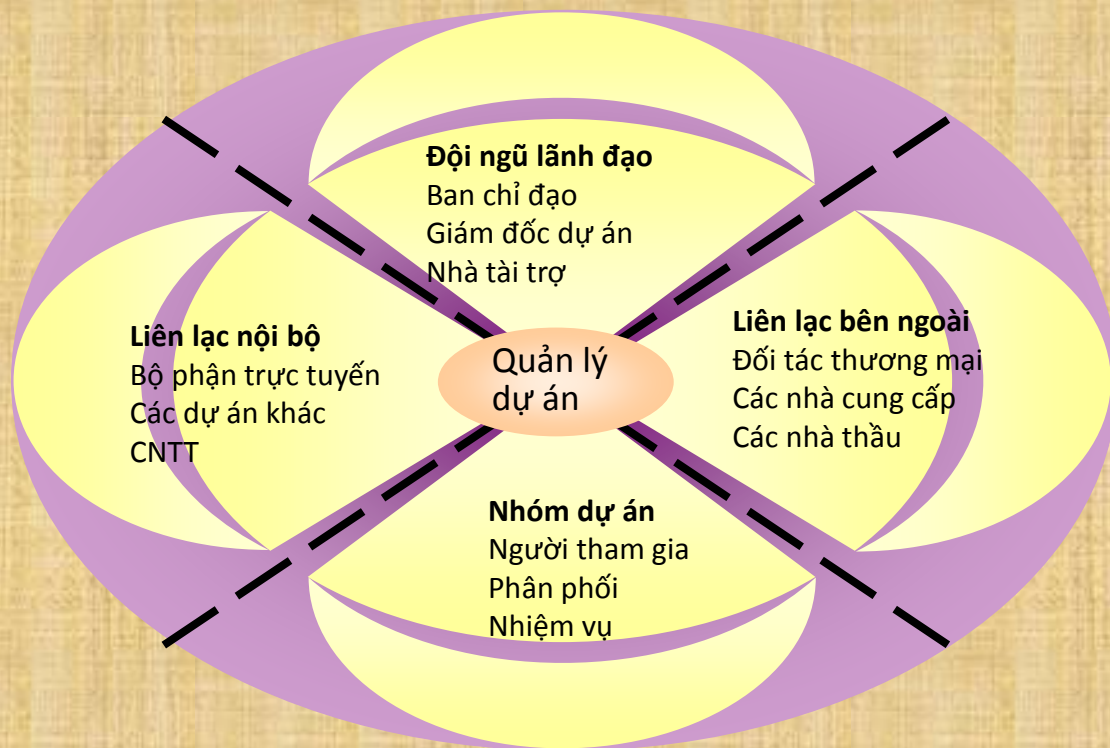 Đội ngũ lãnh đạo
Ban chỉ đạo
Giám đốc dự án
Nhà tài trợ
Liên lạc nội bộ
Bộ phận trực tuyến
Các dự án khác
CNTT
Quản lý
dự án
Liên lạc bên ngoài
Đối tác thương mại
Các nhà cung cấp
Các nhà thầu
Nhóm dự án
Người tham gia
Phân phối
Nhiệm vụ